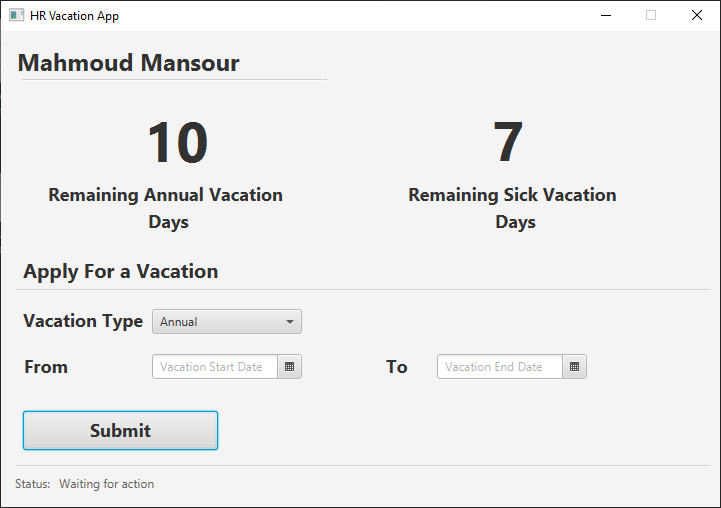 HR Vacation App
Mahmoud Mansour
10
7
Remaining Annual Vacation
Days
Remaining Sick Vacation
Days
Apply For a Vacation
Vacation Type Annual
From Vacation Start Date To Vacation End Date
Submit
Status: Waiting for action